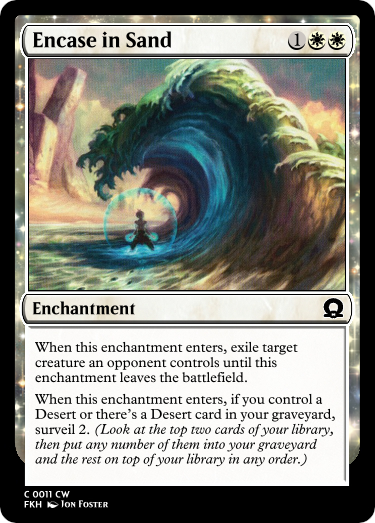 Encase in Sand 1
Enchantment
When this enchantment enters, exile target
creature an opponent controls until this
enchantment leaves the battlefield.
When this enchantment enters, if you control a
Desert or there's a Desert card in your graveyard,
surveil 2. (Look at the top two cards of your library,
then put any number of them into your graveyard
and the rest on top of your library in any order.)
C 0011 CW
FKH Jon Foster